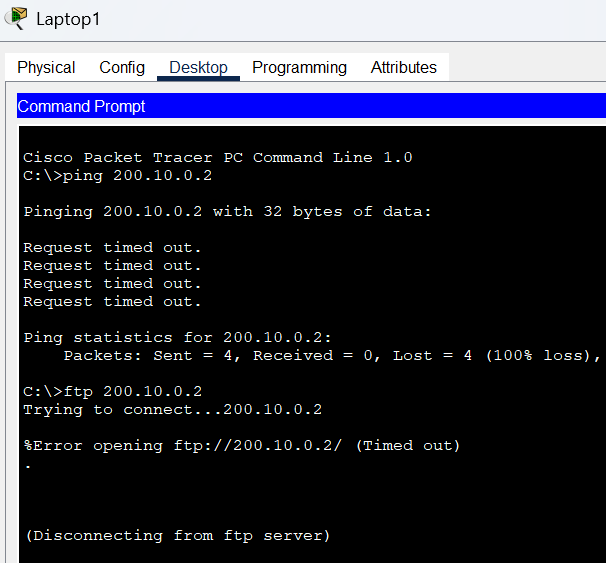 Laptop1
Physical Config Desktop Programming Attributes
Command Prompt
Cisco Packet Tracer PC Command Line 1.0
C:\>ping 200.10.0.2
Pinging 200.10.0.2 with 32 bytes of data:
Request timed out.
Request timed out.
Request timed out.
Request timed out.
Ping statistics for 200.10.0.2:
    Packets: Sent = 4, Received = 0, Lost = 4 (100% loss),
C:\>ftp 200.10.0.2
Trying to connect...200.10.0.2
%Error opening ftp://200.10.0.2/ (Timed out)
.
(Disconnecting from ftp server)